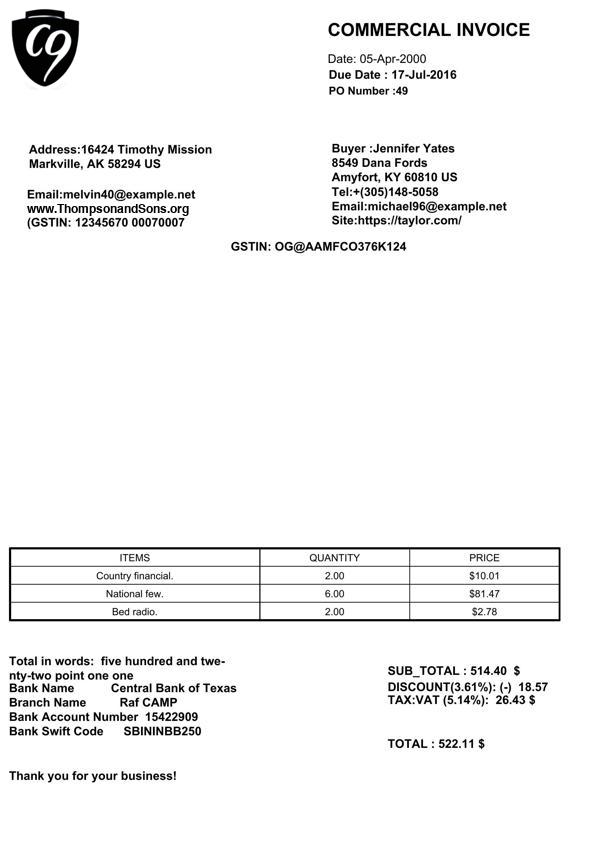 C9
COMMERCIAL INVOICE
Date: 05-Apr-2000
Due Date : 17-Jul-2016
PO Number :49
Address:16424 Timothy Mission
Markville, AK 58294 US
Email:melvin40@example.net
www.ThompsonandSons.org
(GSTIN: 12345670 00070007
Buyer :Jennifer Yates
8549 Dana Fords
Amyfort, KY 60810 US
Tel:+(305)148-5058
Email:michael96@example.net
Site:https://taylor.com/
GSTIN: OG@AAMFCO376K124
ITEMS QUANTITY PRICE
Country financial. 2.00 $10.01
National few. 6.00 $81.47
Bed radio. 2.00 $2.78
Total in words: five hundred and twe-
nty-two point one one
Bank Name Central Bank of Texas
Branch Name Raf CAMP
Bank Account Number 15422909
Bank Swift Code SBININBB250
SUB_TOTAL : 514.40 $
DISCOUNT(3.61%): (-) 18.57
TAX:VAT (5.14%): 26.43 $
TOTAL : 522.11 $
Thank you for your business!